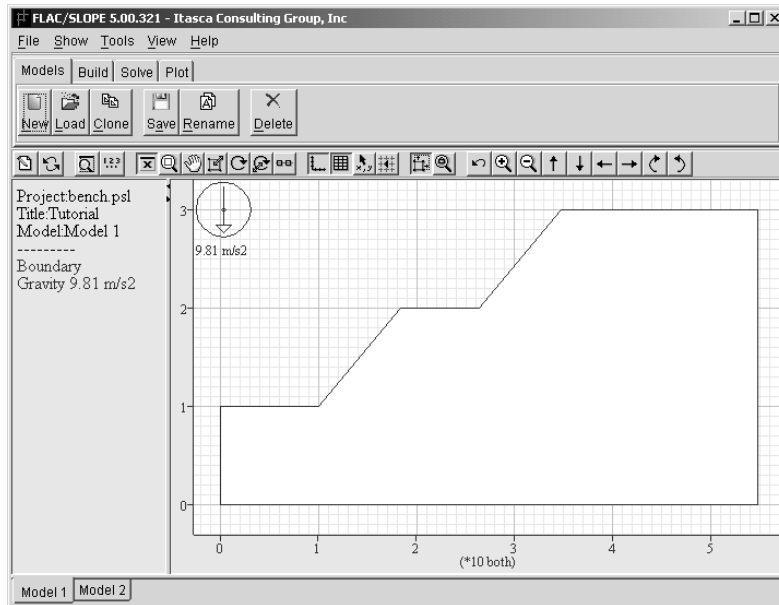 FLAC/SLOPE 5.00.321 - Itasca Consulting Group, Inc
File Show Tools View Help
Models Build Solve Plot
New Load Clone Save Rename Delete
123
x,y
Project:bench.psl
Title:Tutorial
Model:Model 1
---------
Boundary
Gravity 9.81 m/s2
9.81 m/s2
3
2
1
0
0 1 2 3 4 5
(*10 both)
Model 1 Model 2